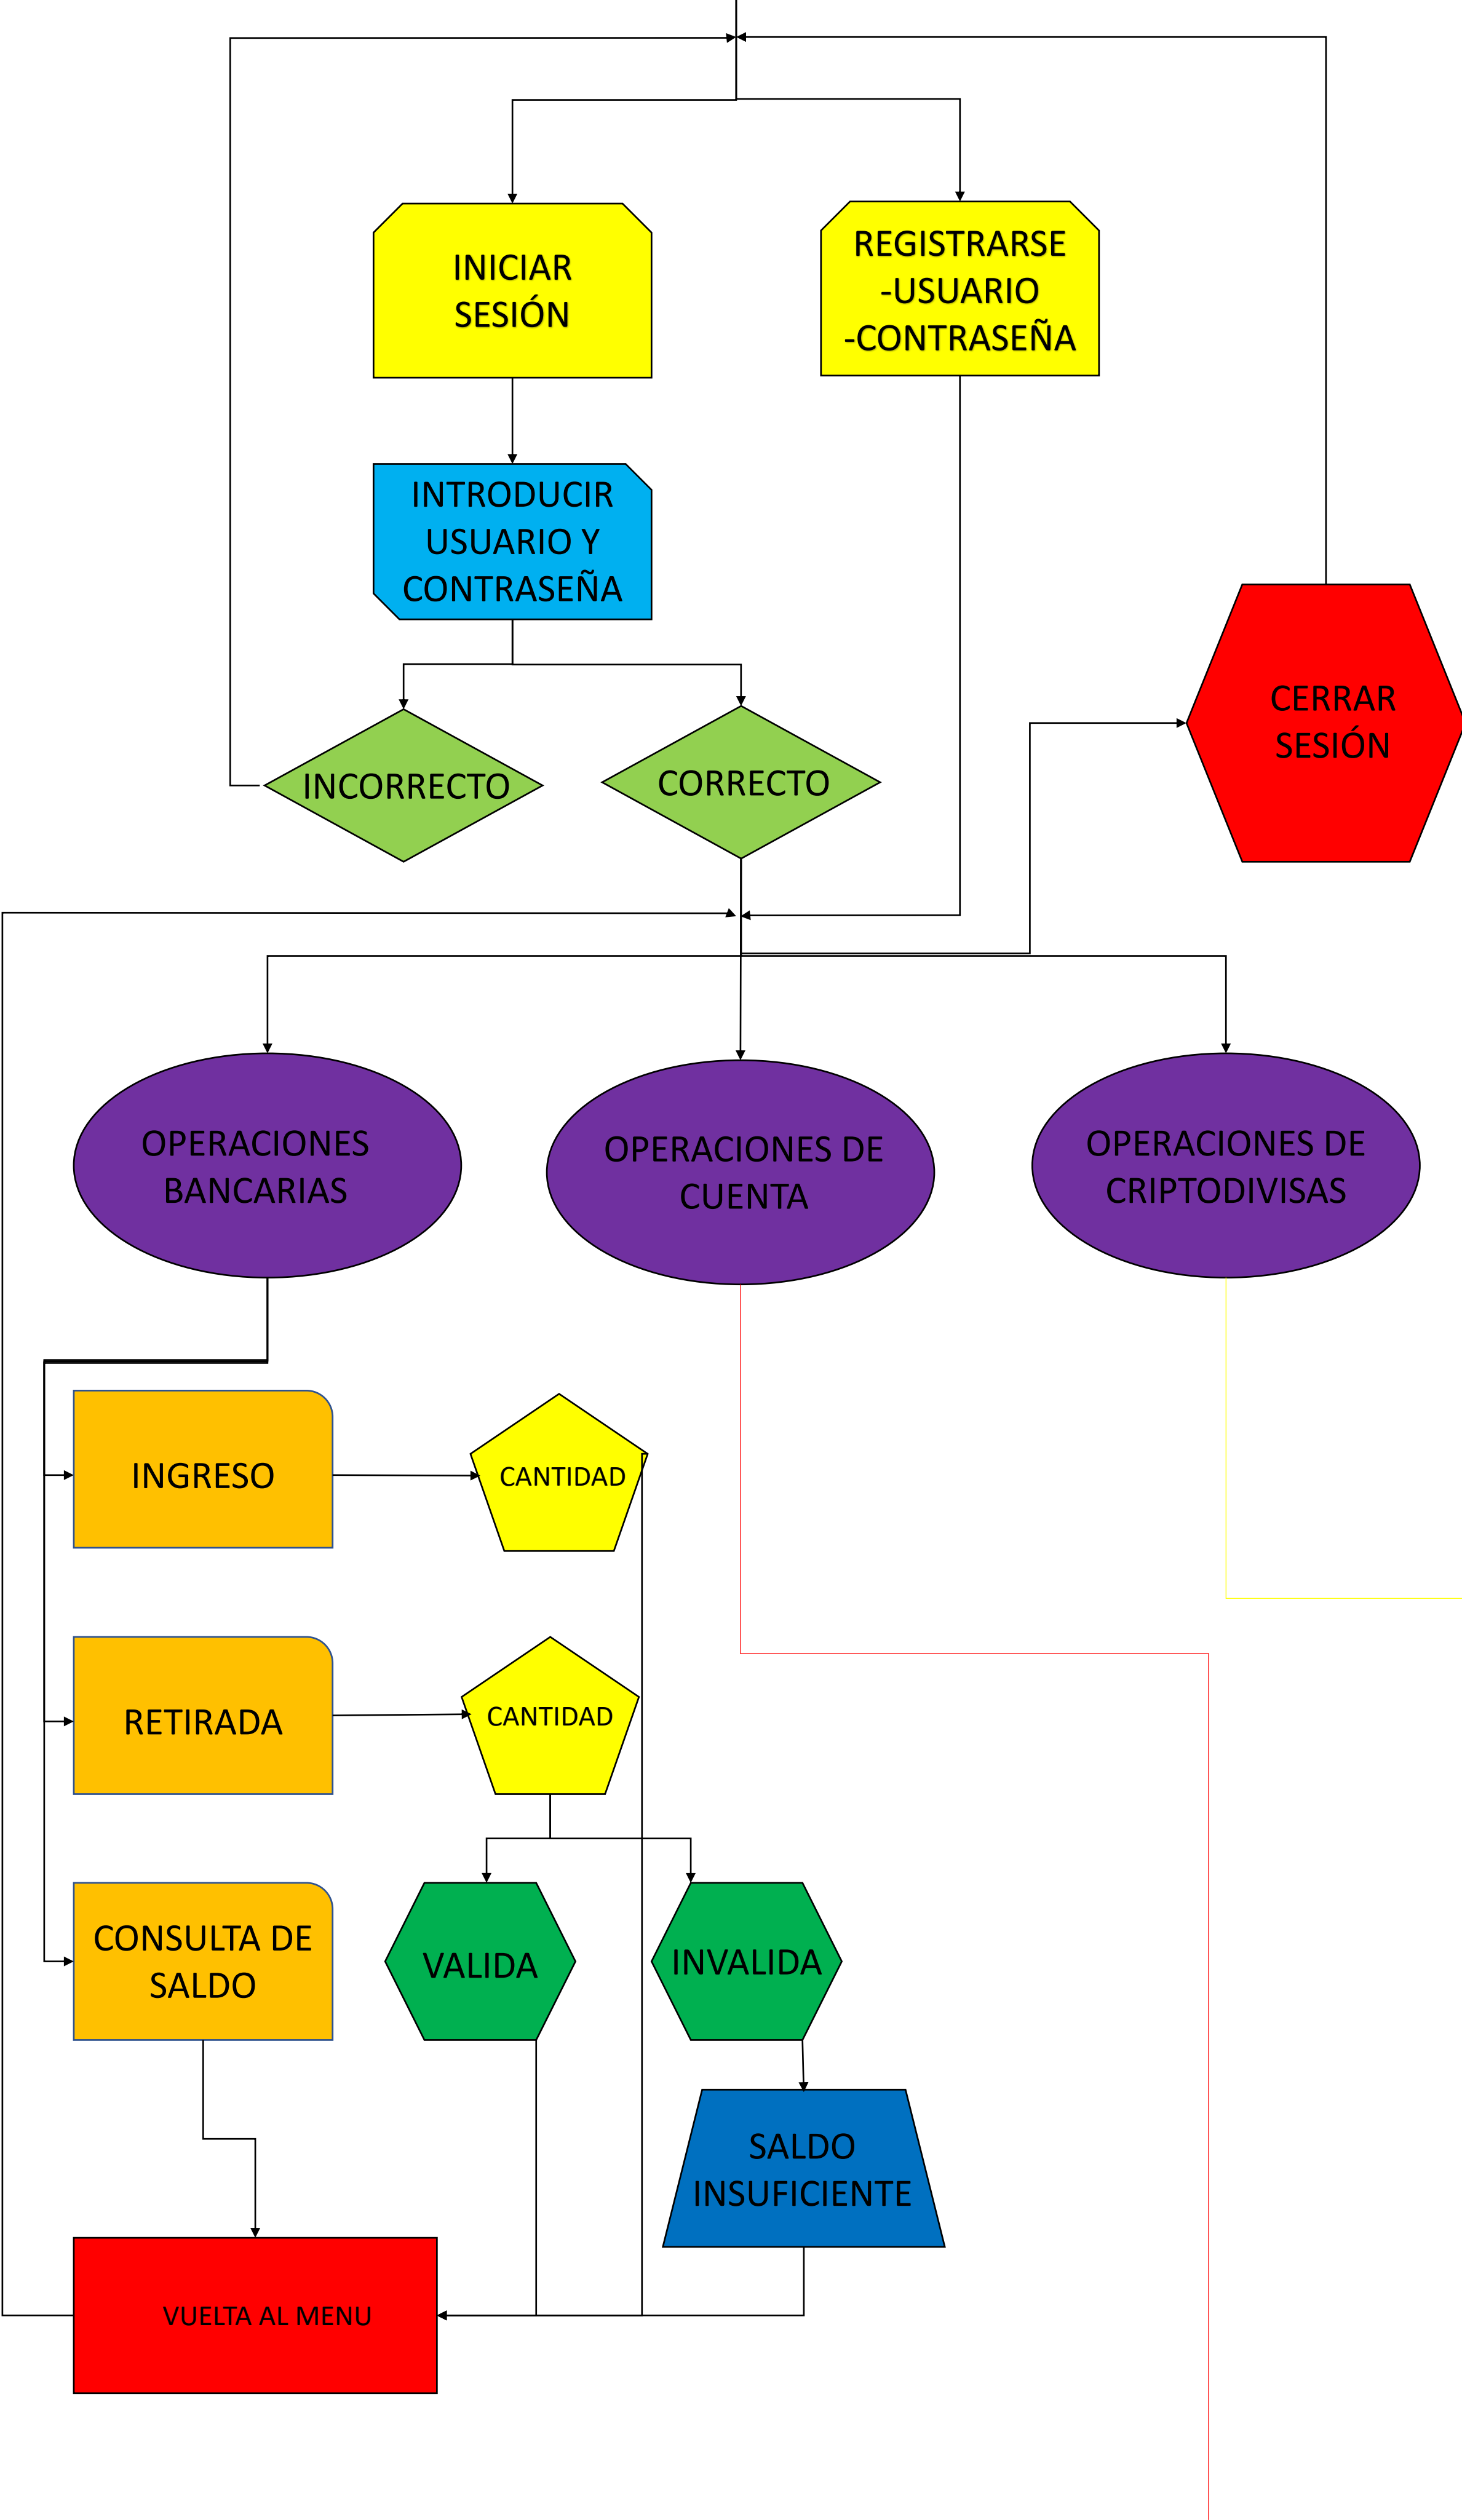 INICIAR
SESIÓN
REGISTRARSE
-USUARIO
-CONTRASEÑA
INTRODUCIR
USUARIO Y
CONTRASEÑA
CERRAR
SESIÓN
INCORRECTO
CORRECTO
OPERACIONES
BANCARIAS
OPERACIONES DE
CUENTA
OPERACIONES DE
CRIPTODIVISAS
INGRESO
CANTIDAD
RETIRADA
CANTIDAD
CONSULTA DE
SALDO
VALIDA
INVALIDA
SALDO
INSUFICIENTE
VUELTA AL MENU